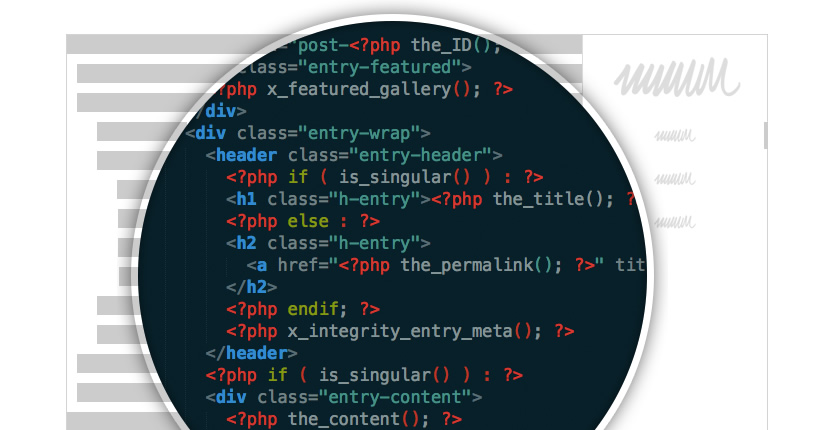 ="post-<?php the_ID();
class="entry-featured">
<?php x_featured_gallery(); ?>
</div>
<div class="entry-wrap">
<header class="entry-header">
<?php if ( is_singular() ) : ?>
<h1 class="h-entry"><?php the_title(); ?
<?php else : ?>
<h2 class="h-entry">
<a href="<?php the_permalink(); ?>" tit
</h2>
<?php endif; ?>
<?php x_integrity_entry_meta(); ?>
</header>
<?php if ( is_singular() ) : ?>
<div class="entry-content">
<?php the_content(); ?>